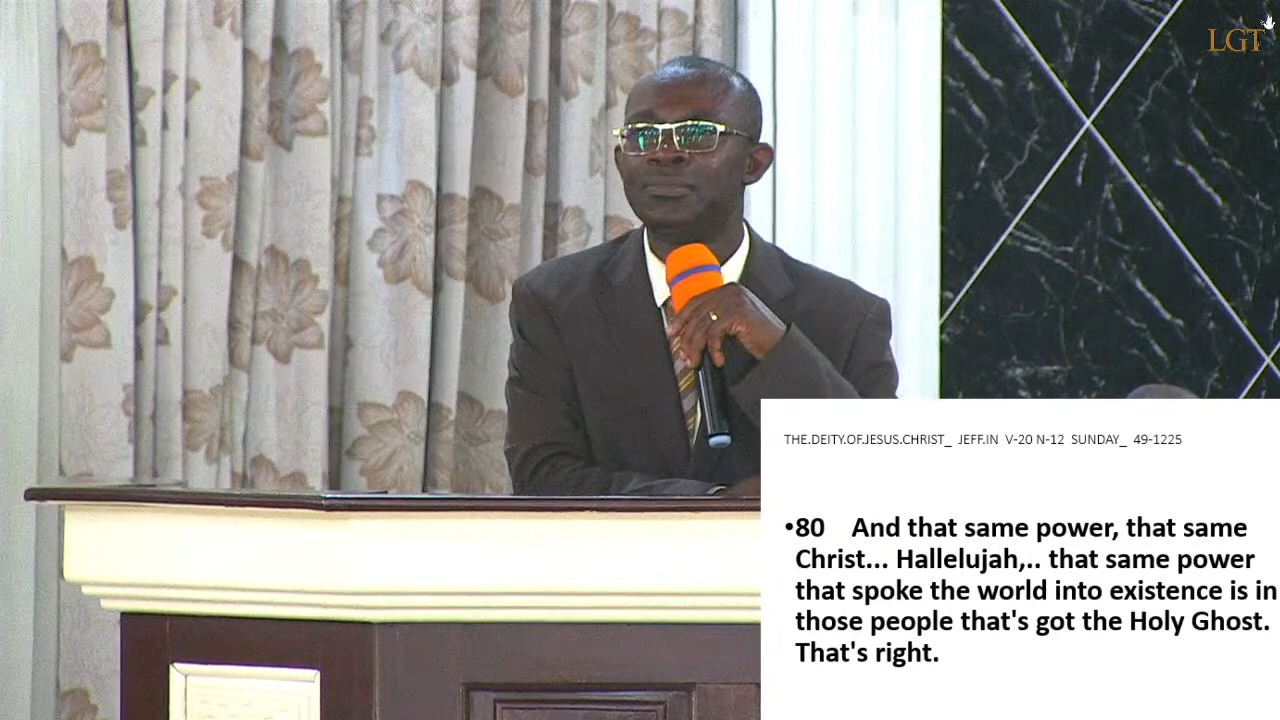 LGT
THE.DEITY.OF.JESUS.CHRIST_ JEFF.IN V-20 N-12 SUNDAY_ 49-1225
•80 And that same power, that same
Christ... Hallelujah,.. that same power
that spoke the world into existence is in
those people that's got the Holy Ghost.
That's right.